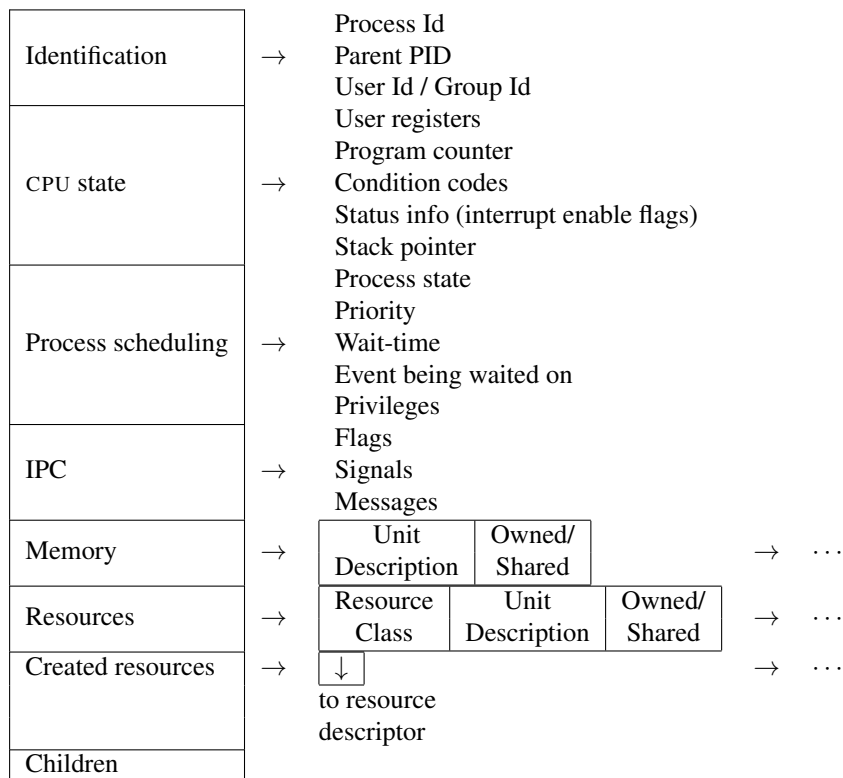 Process Id
Identification → Parent PID
User Id / Group Id
User registers
Program counter
CPU state → Condition codes
Status info (interrupt enable flags)
Stack pointer
Process state
Priority
Process scheduling → Wait-time
Event being waited on
Privileges
Flags
IPC → Signals
Messages
Memory → Unit Description Owned/ Shared → ···
Resources → Resource Class Unit Description Owned/ Shared → ···
Created resources → ↓ → ···
to resource
descriptor
Children